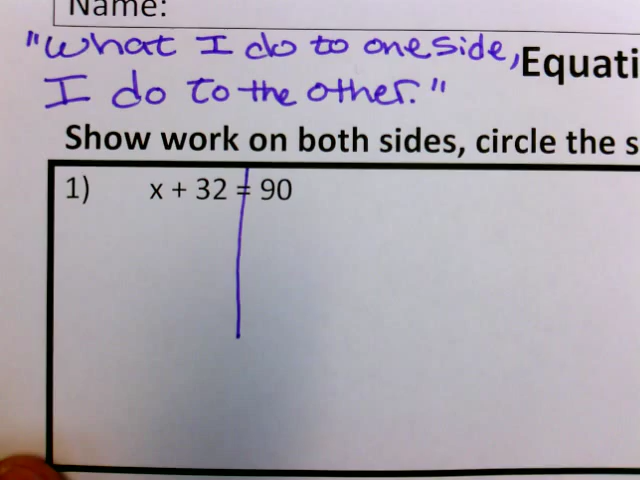 Name:
"What I do to one side,
I do to the other."
Show work on both sides, circle the
1) x + 32 = 90